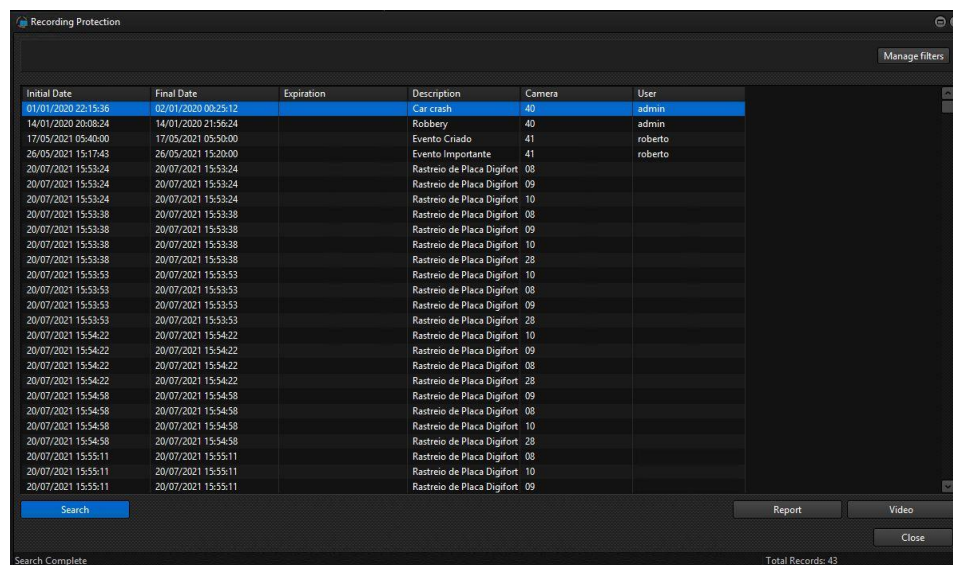 Recording Protection
Manage filters
Initial Date Final Date Expiration Description Camera User
01/01/2020 22:15:36 02/01/2020 00:25:12 Car crash 40 admin
14/01/2020 20:08:24 14/01/2020 21:56:24 Robbery 40 admin
17/05/2021 05:40:00 17/05/2021 05:50:00 Evento Criado 41 roberto
26/05/2021 15:17:43 26/05/2021 15:20:00 Evento Importante 41 roberto
20/07/2021 15:53:24 20/07/2021 15:53:24 Rastreio de Placa Digifort 08
20/07/2021 15:53:24 20/07/2021 15:53:24 Rastreio de Placa Digifort 09
20/07/2021 15:53:24 20/07/2021 15:53:24 Rastreio de Placa Digifort 10
20/07/2021 15:53:38 20/07/2021 15:53:38 Rastreio de Placa Digifort 08
20/07/2021 15:53:38 20/07/2021 15:53:38 Rastreio de Placa Digifort 09
20/07/2021 15:53:38 20/07/2021 15:53:38 Rastreio de Placa Digifort 10
20/07/2021 15:53:38 20/07/2021 15:53:38 Rastreio de Placa Digifort 28
20/07/2021 15:53:53 20/07/2021 15:53:53 Rastreio de Placa Digifort 10
20/07/2021 15:53:53 20/07/2021 15:53:53 Rastreio de Placa Digifort 08
20/07/2021 15:53:53 20/07/2021 15:53:53 Rastreio de Placa Digifort 09
20/07/2021 15:53:53 20/07/2021 15:53:53 Rastreio de Placa Digifort 28
20/07/2021 15:54:22 20/07/2021 15:54:22 Rastreio de Placa Digifort 10
20/07/2021 15:54:22 20/07/2021 15:54:22 Rastreio de Placa Digifort 09
20/07/2021 15:54:22 20/07/2021 15:54:22 Rastreio de Placa Digifort 08
20/07/2021 15:54:22 20/07/2021 15:54:22 Rastreio de Placa Digifort 28
20/07/2021 15:54:58 20/07/2021 15:54:58 Rastreio de Placa Digifort 09
20/07/2021 15:54:58 20/07/2021 15:54:58 Rastreio de Placa Digifort 08
20/07/2021 15:54:58 20/07/2021 15:54:58 Rastreio de Placa Digifort 10
20/07/2021 15:54:58 20/07/2021 15:54:58 Rastreio de Placa Digifort 28
20/07/2021 15:55:11 20/07/2021 15:55:11 Rastreio de Placa Digifort 08
20/07/2021 15:55:11 20/07/2021 15:55:11 Rastreio de Placa Digifort 10
20/07/2021 15:55:11 20/07/2021 15:55:11 Rastreio de Placa Digifort 09
Search Report Video
Close
Search Complete Total Records: 43